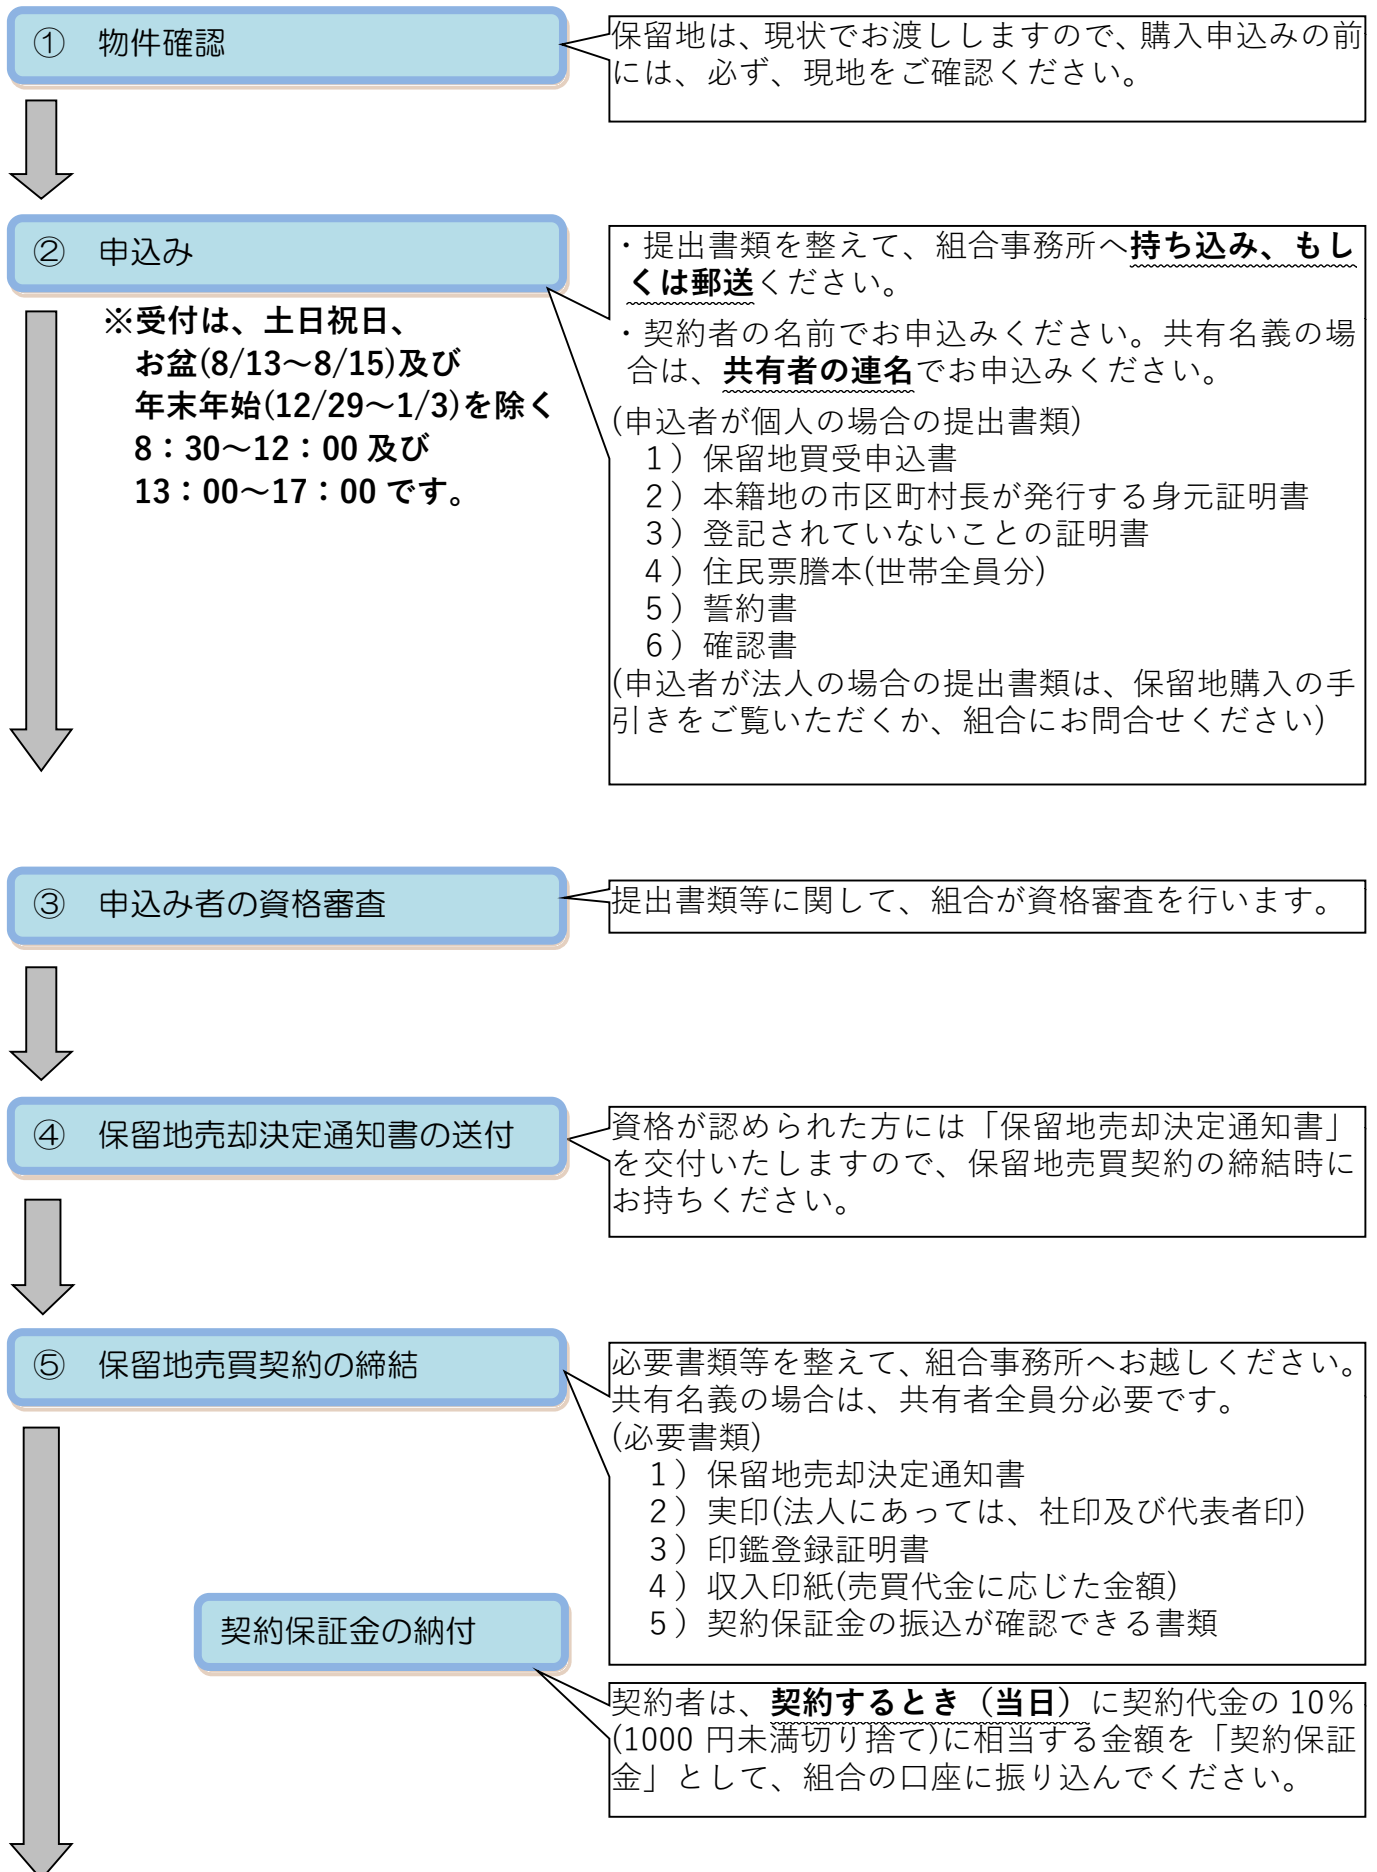 ① 物件確認
保留地は、現状でお渡ししますので、購入申込みの前
には、必ず、現地をご確認ください。
② 申込み
※受付は、土日祝日、
お盆(8/13～8/15)及び
年末年始(12/29～1/3)を除く
8：30～12：00 及び
13：00～17：00 です。
・提出書類を整えて、組合事務所へ持ち込み、もし
くは郵送ください。
・契約者の名前でお申込みください。共有名義の場
合は、共有者の連名でお申込みください。
(申込者が個人の場合の提出書類)
１）保留地買受申込書
２）本籍地の市区町村長が発行する身元証明書
３）登記されていないことの証明書
４）住民票謄本(世帯全員分)
５）誓約書
６）確認書
(申込者が法人の場合の提出書類は、保留地購入の手
引きをご覧いただくか、組合にお問合せください)
③ 申込み者の資格審査
提出書類等に関して、組合が資格審査を行います。
④ 保留地売却決定通知書の送付
資格が認められた方には「保留地売却決定通知書」
を交付いたしますので、保留地売買契約の締結時に
お持ちください。
⑤ 保留地売買契約の締結
必要書類等を整えて、組合事務所へお越しください。
共有名義の場合は、共有者全員分必要です。
(必要書類)
１）保留地売却決定通知書
２）実印(法人にあっては、社印及び代表者印)
３）印鑑登録証明書
４）収入印紙(売買代金に応じた金額)
５）契約保証金の振込が確認できる書類
契約保証金の納付
契約者は、契約するとき（当日）に契約代金の 10%
(1000 円未満切り捨て)に相当する金額を「契約保証
金」として、組合の口座に振り込んでください。